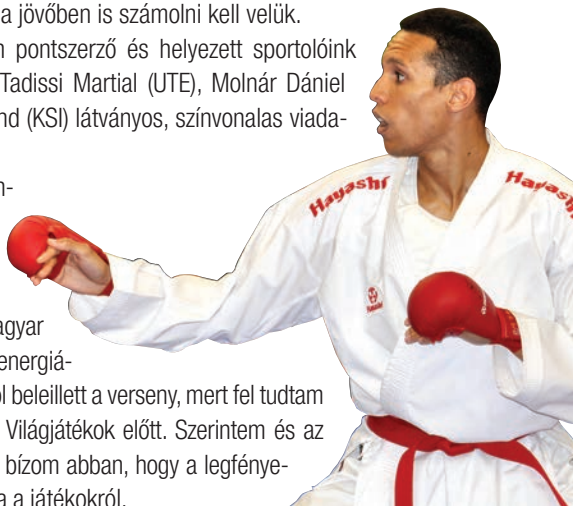 a jövőben is számolni kell velük.
pontszerző és helyezett sportolóink
Tadissi Martial (UTE), Molnár Dániel
nd (KSI) látványos, színvonalas viada-
n-
agyar
energiá-
ol beleillett a verseny, mert fel tudtam
Világjátékok előtt. Szerintem és az
bízom abban, hogy a legfénye-
a a játékokról.
Hayashi
Hayash